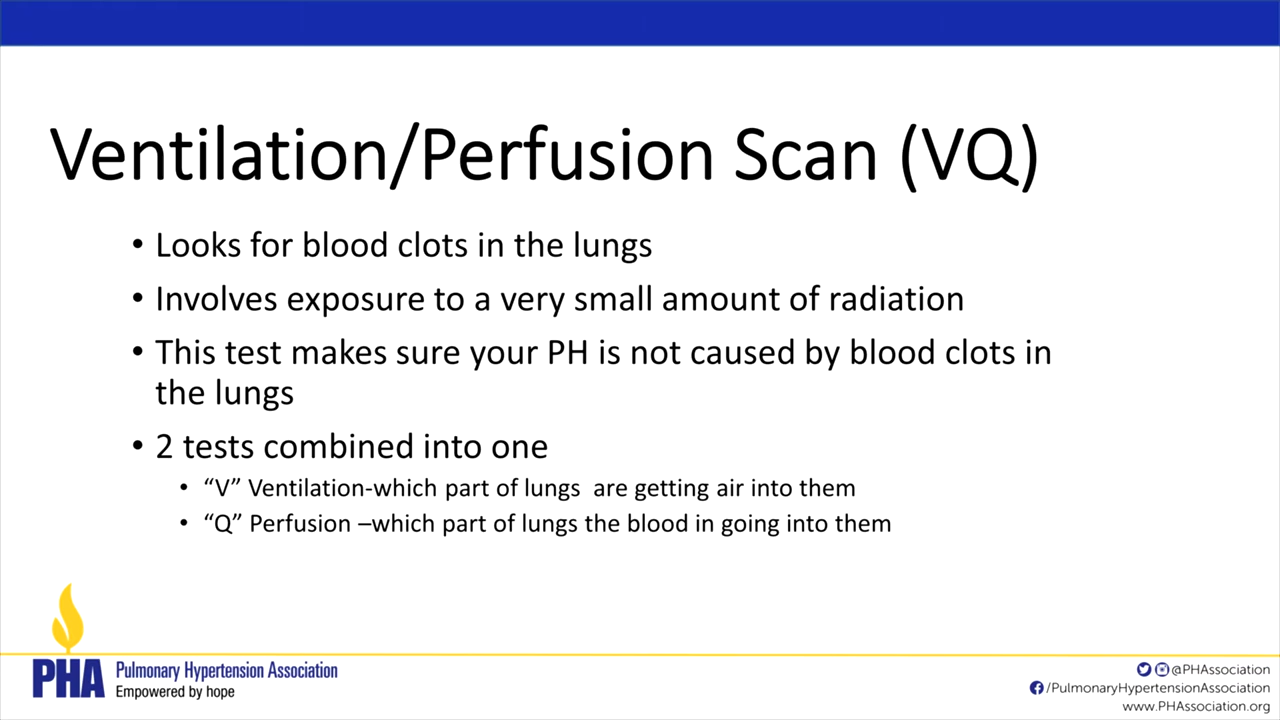 Ventilation/Perfusion Scan (VQ)
• Looks for blood clots in the lungs
• Involves exposure to a very small amount of radiation
• This test makes sure your PH is not caused by blood clots in
the lungs
• 2 tests combined into one
• “V” Ventilation-which part of lungs  are getting air into them
• “Q” Perfusion –which part of lungs the blood in going into them
PHA
Pulmonary Hypertension Association
Empowered by hope
@PHAssociation
/PulmonaryHypertensionAssociation
www.PHAssociation.org